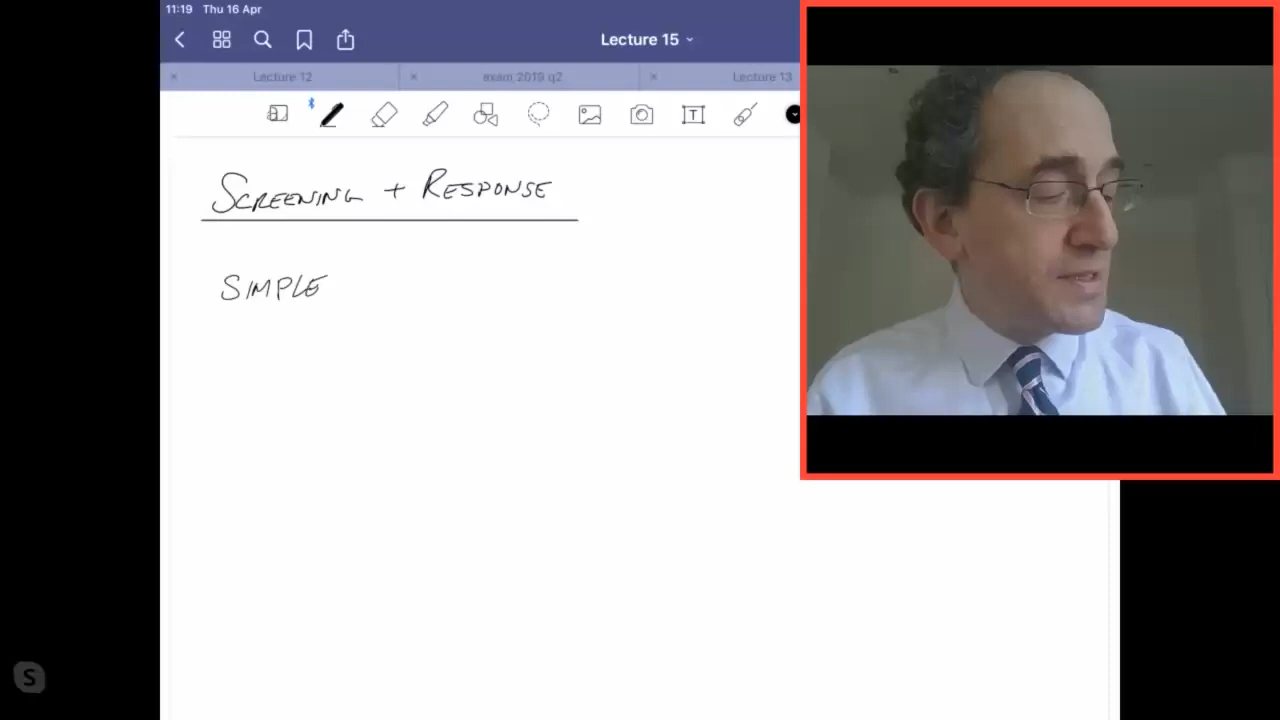 11:19 Thu 16 Apr
Lecture 15
Lecture 12
exam 2019 q2
Lecture 13
T
SCREENING + RESPONSE
SIMPLE
S